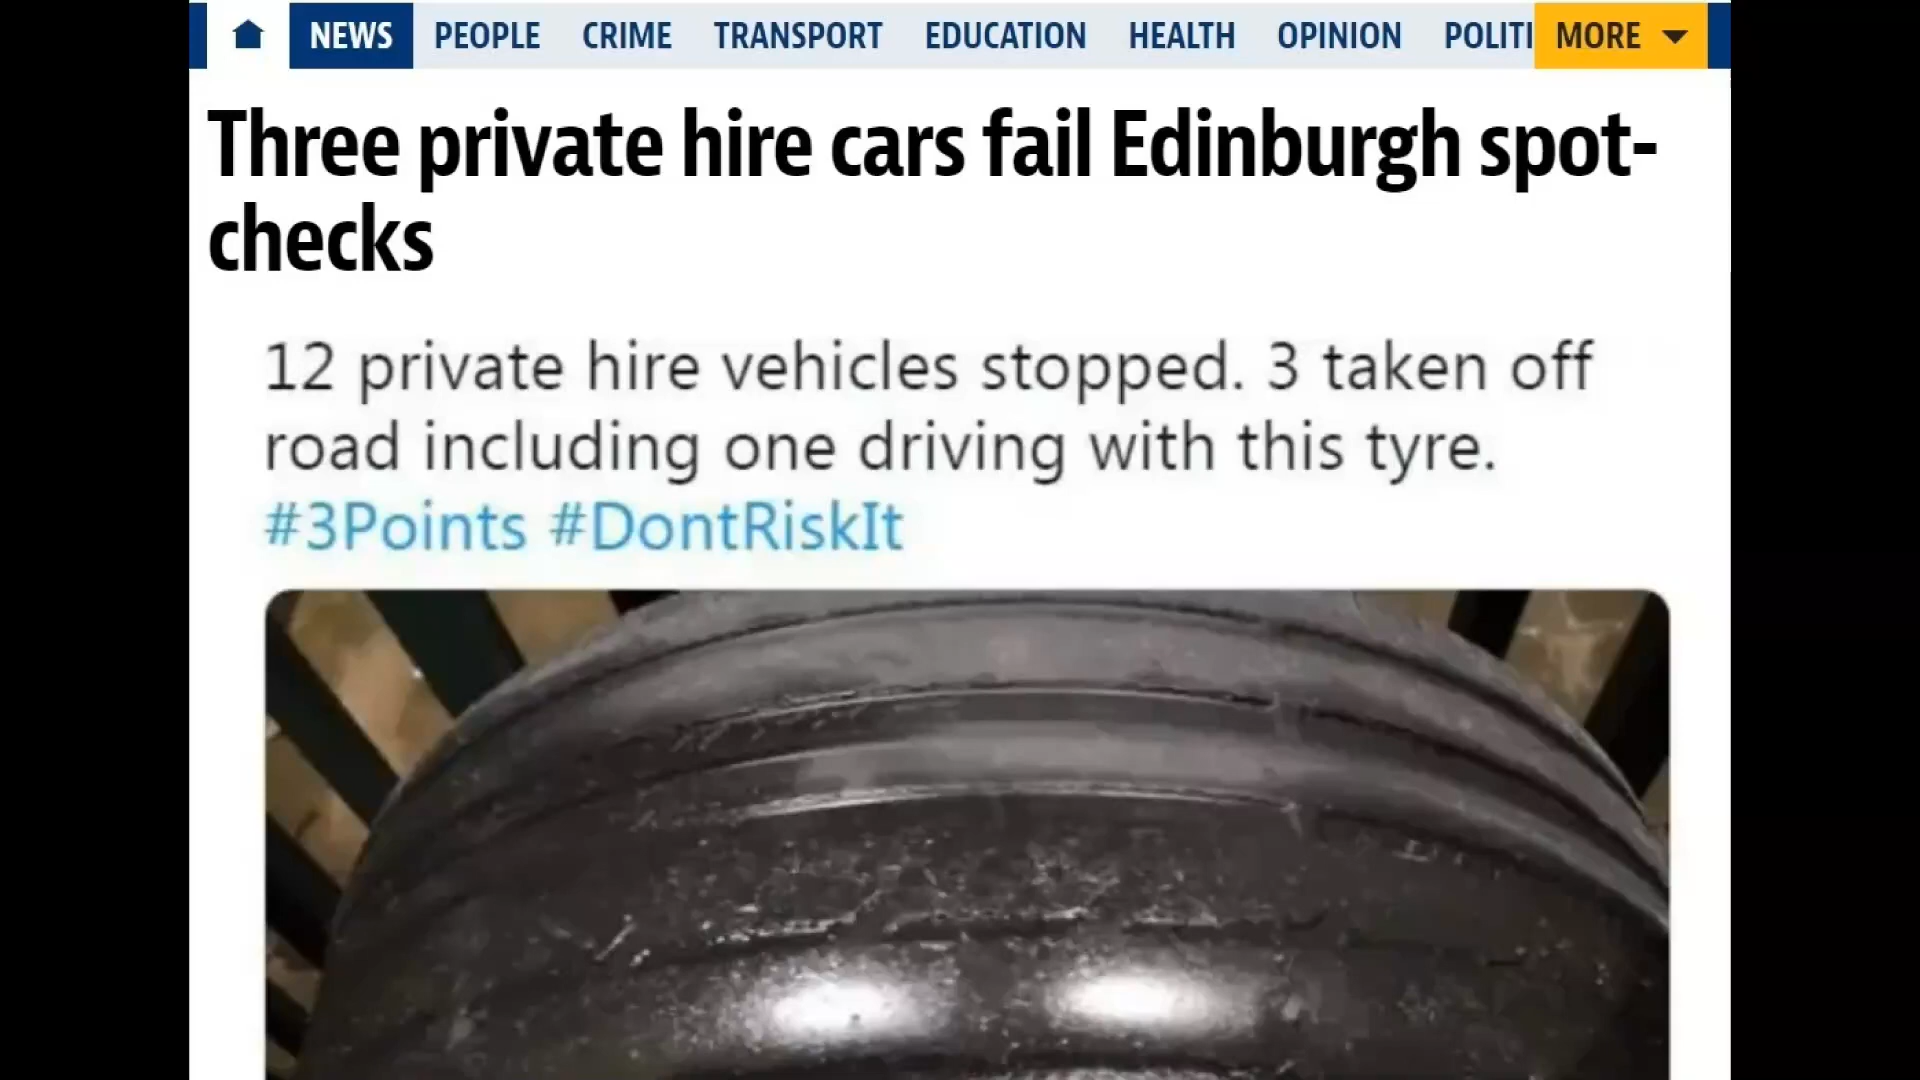 NEWS PEOPLE CRIME TRANSPORT EDUCATION HEALTH OPINION POLITI MORE
Three private hire cars fail Edinburgh spot-
checks
12 private hire vehicles stopped. 3 taken off
road including one driving with this tyre.
#3Points #DontRiskIt